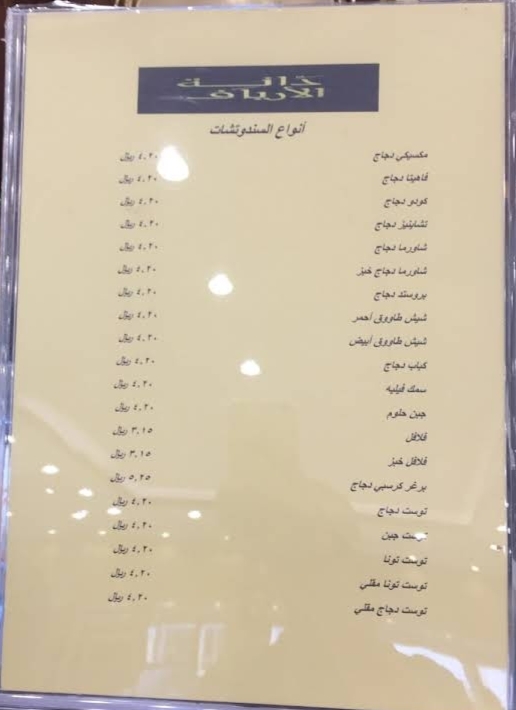 خانة
الأرياف
أنواع السندوتشات
مكسيكي دجاج ٤,٢٠ ريال
فاهيتا دجاج ٤,٢٠ ريال
كودو دجاج ٤,٢٠ ريال
تشاينيز دجاج ٤,٢٠ ريال
شاورما دجاج ٤,٢٠ ريال
شاورما دجاج خبز ٤,٢٠ ريال
بروستد دجاج ٤,٢٠ ريال
شيش طاووق أحمر ٤,٢٠ ريال
شيش طاووق أبيض ٤,٢٠ ريال
كباب دجاج ٤,٢٠ ريال
سمك فيليه ٤,٢٠ ريال
جبن حلوم ٤,٢٠ ريال
فلافل ٣,١٥ ريال
فلافل خبز ٣,١٥ ريال
برغر كرسبي دجاج ٥,٢٥ ريال
توست دجاج ٤,٢٠ ريال
توست جبن ٤,٢٠ ريال
توست تونا ٤,٢٠ ريال
توست تونا مقلي ٤,٢٠ ريال
توست دجاج مقلي ٤,٢٠ ريال